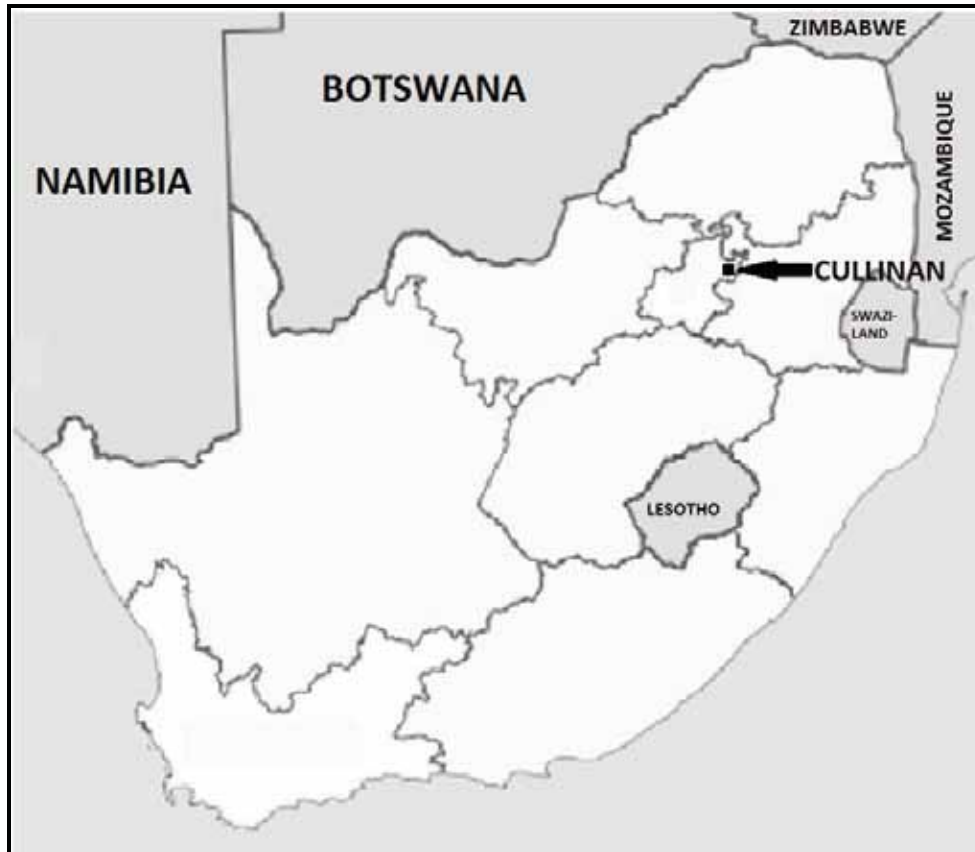 ZIMBABWE
BOTSWANA
NAMIBIA
MOZAMBIQUE
CULLINAN
SWAZI-
LAND
LESOTHO